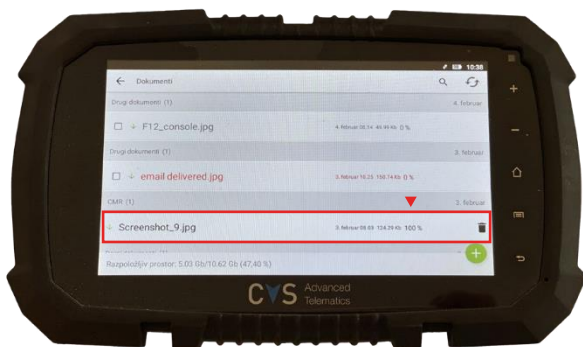 10:38
Dokumenti
Drugi dokumenti (1) 4. februar
F12_console.jpg 0 %
Drugi dokumenti (1) 3. februar
email delivered.jpg 0 %
CMR (1) 3. februar
Screenshot_9.jpg 100 %
Razpoložljiv prostor: 5.03 Gb/10.62 Gb (47,40 %)
CVS Advanced
Telematics